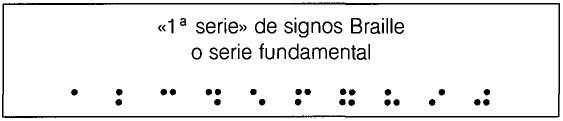 «1ª serie» de signos Braille
o serie fundamental
⠁ ⠃ ⠉ ⠙ ⠑ ⠋ ⠛ ⠓ ⠊ ⠚